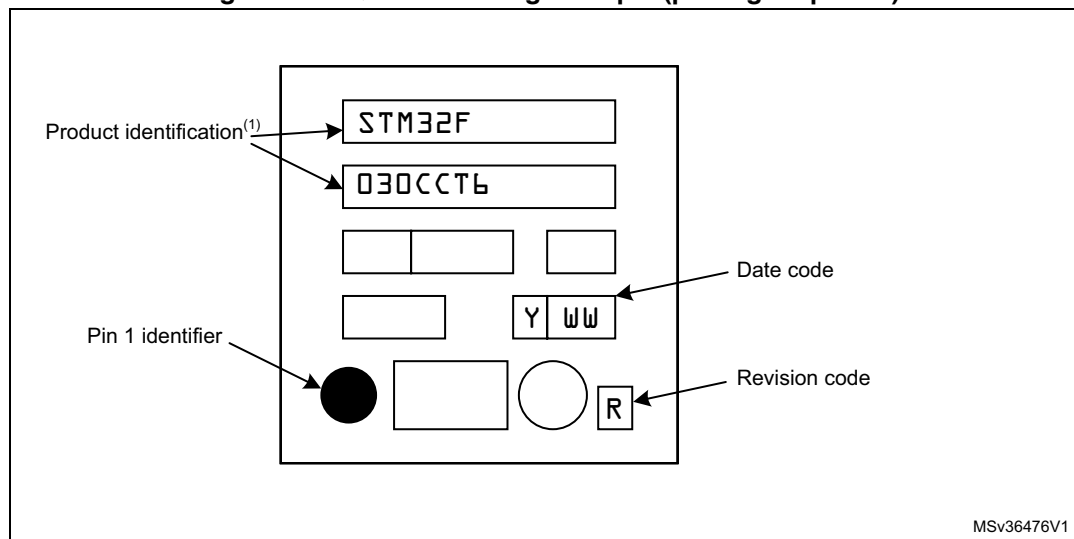 Product identification(1)
STM32F
030CCT6
Date code
Y WW
Pin 1 identifier
Revision code
R
MSv36476V1